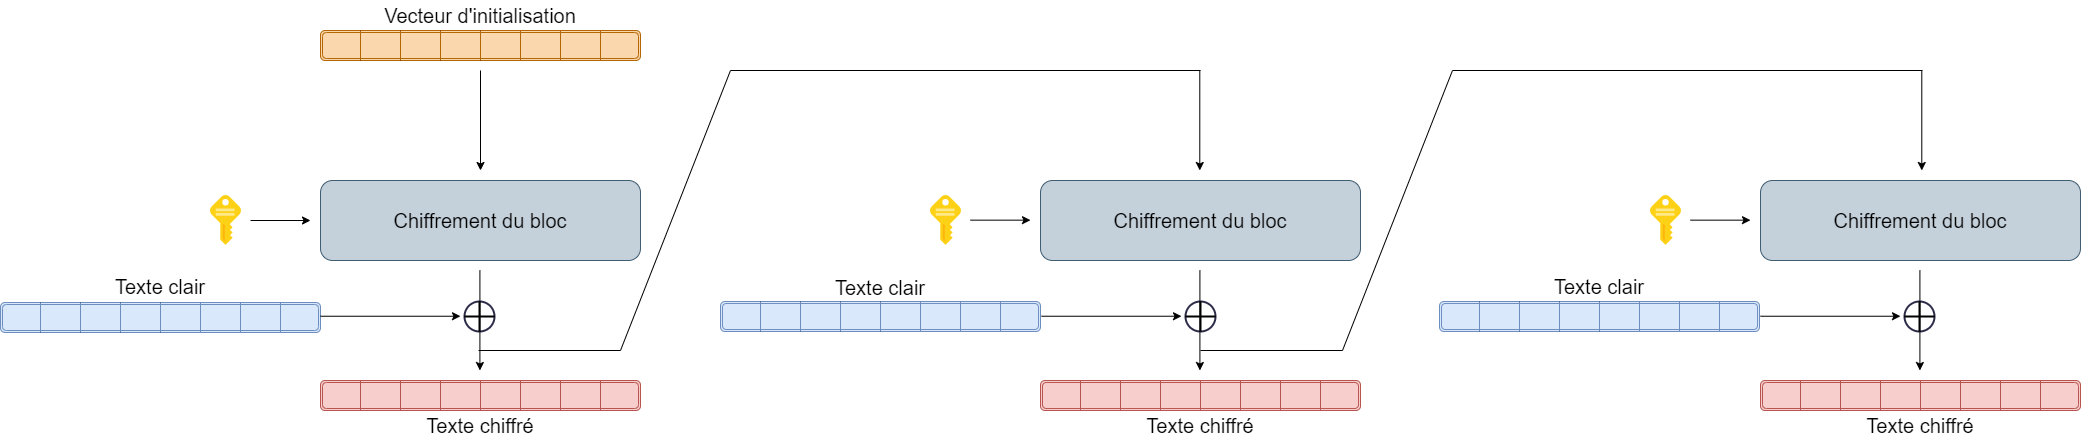 Vecteur d'initialisation
Chiffrement du bloc
Chiffrement du bloc
Chiffrement du bloc
Texte clair
Texte clair
Texte clair
Texte chiffré
Texte chiffré
Texte chiffré